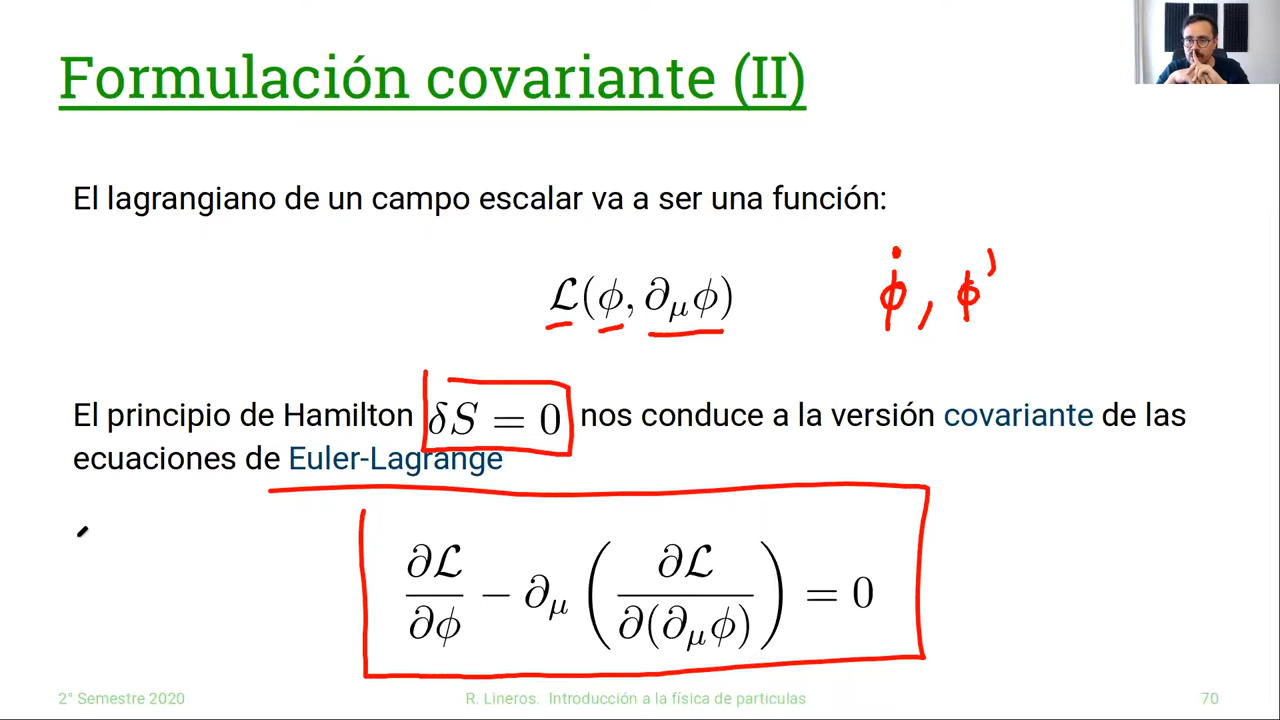 Formulación covariante (II)
El lagrangiano de un campo escalar va a ser una función:
ℒ(ϕ, ∂_μϕ)
ϕ̇, ϕ'
El principio de Hamilton δS = 0 nos conduce a la versión covariante de las
ecuaciones de Euler-Lagrange
∂ℒ/∂ϕ − ∂_μ (∂ℒ/∂(∂_μϕ)) = 0
2° Semestre 2020
R. Lineros. Introducción a la física de particulas
70